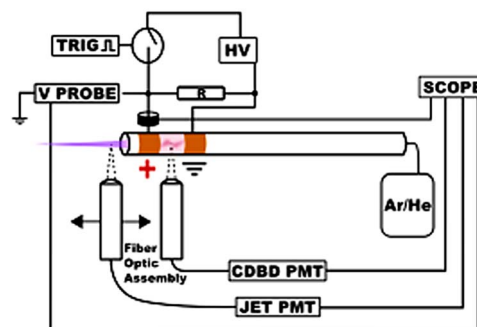 TRIG
HV
V PROBE
R
SCOPE
+
Ar/He
Fiber
Optic
Assembly
CDBD PMT
JET PMT